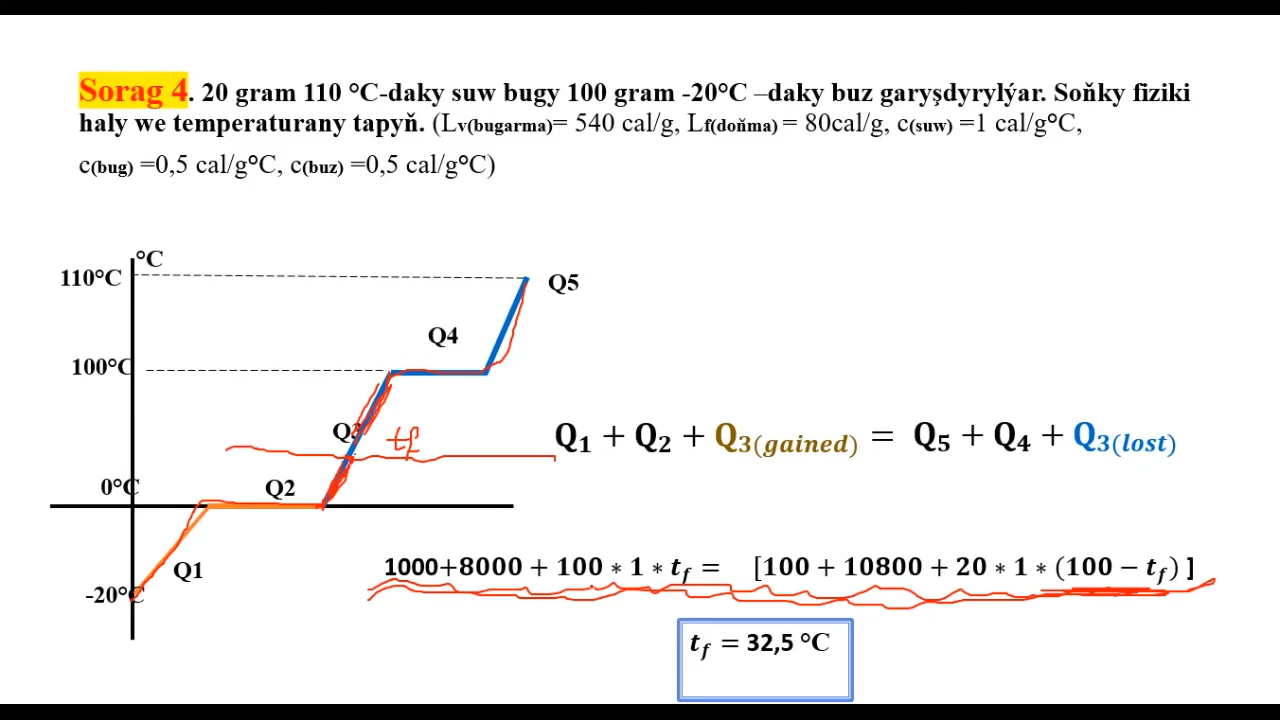 Sorag 4. 20 gram 110 °C-daky suw bugy 100 gram -20°C –daky buz garyşdyrylýar. Soňky fiziki
haly we temperaturany tapyň. (Lv(bugarma)= 540 cal/g, Lf(doňma) = 80cal/g, c(suw) =1 cal/g°C,
c(bug) =0,5 cal/g°C, c(buz) =0,5 cal/g°C)
°C
110°C
Q5
Q4
100°C
Q3
tf
Q₁ + Q₂ + Q₃(gained) = Q₅ + Q₄ + Q₃(lost)
0°C
Q2
Q1
1000+8000 + 100 * 1 * t_f = [100 + 10800 + 20 * 1 * (100 − t_f) ]
-20°C
t_f = 32,5 °C